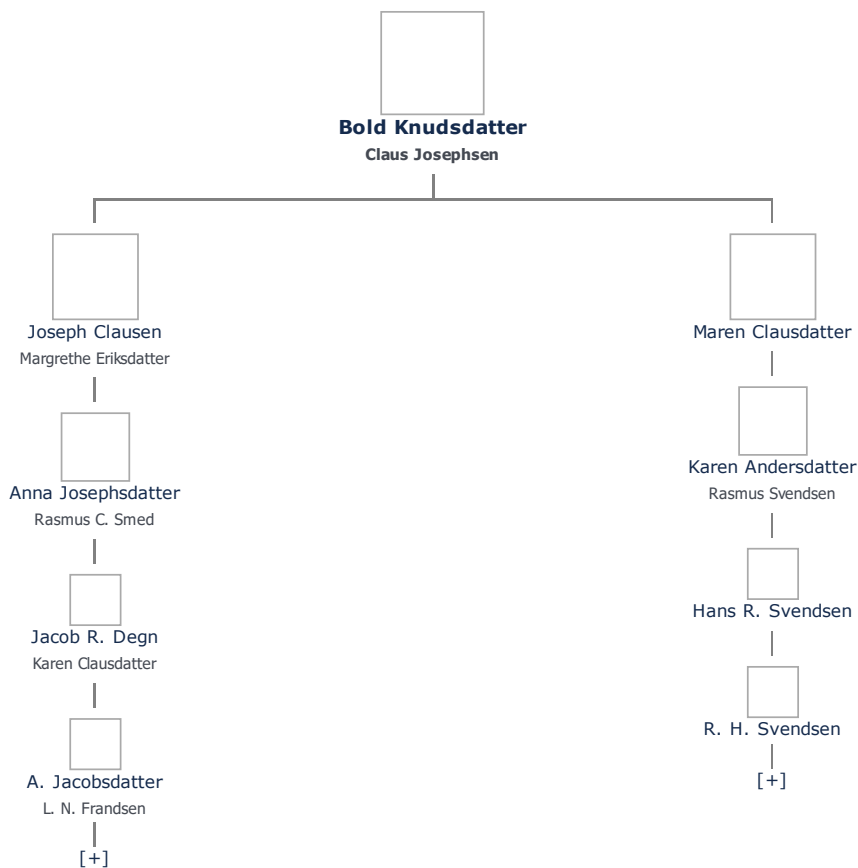 Bold Knudsdatter
Claus Josephsen
Joseph Clausen
Margrethe Eriksdatter
Anna Josephsdatter
Rasmus C. Smed
Jacob R. Degn
Karen Clausdatter
A. Jacobsdatter
L. N. Frandsen
[+]
Maren Clausdatter
Karen Andersdatter
Rasmus Svendsen
Hans R. Svendsen
R. H. Svendsen
[+]